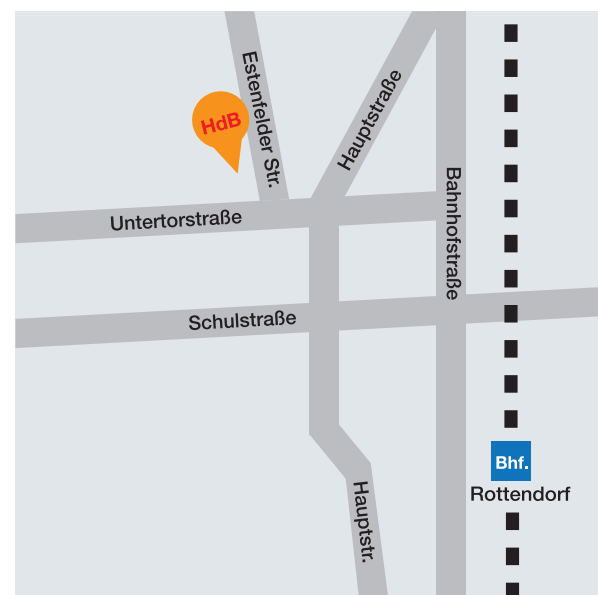 Estenfelder Str.
HdB
Hauptstraße
Untertorstraße
Bahnhofstraße
Schulstraße
Bhf.
Rottendorf
Hauptstr.